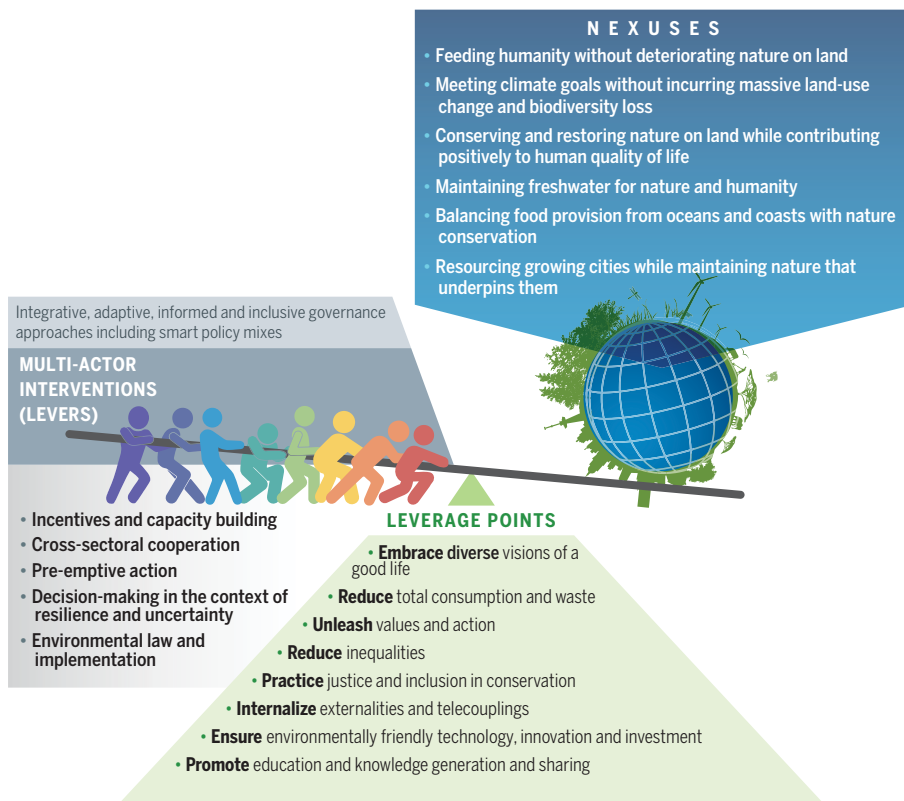 NEXUSES
• Feeding humanity without deteriorating nature on land
• Meeting climate goals without incurring massive land-use
change and biodiversity loss
• Conserving and restoring nature on land while contributing
positively to human quality of life
• Maintaining freshwater for nature and humanity
• Balancing food provision from oceans and coasts with nature
conservation
• Resourcing growing cities while maintaining nature that
underpins them
Integrative, adaptive, informed and inclusive governance
approaches including smart policy mixes
MULTI-ACTOR
INTERVENTIONS
(LEVERS)
• Incentives and capacity building
• Cross-sectoral cooperation
• Pre-emptive action
• Decision-making in the context of
resilience and uncertainty
• Environmental law and
implementation
LEVERAGE POINTS
• Embrace diverse visions of a
good life
• Reduce total consumption and waste
• Unleash values and action
• Reduce inequalities
• Practice justice and inclusion in conservation
• Internalize externalities and telecouplings
• Ensure environmentally friendly technology, innovation and investment
• Promote education and knowledge generation and sharing